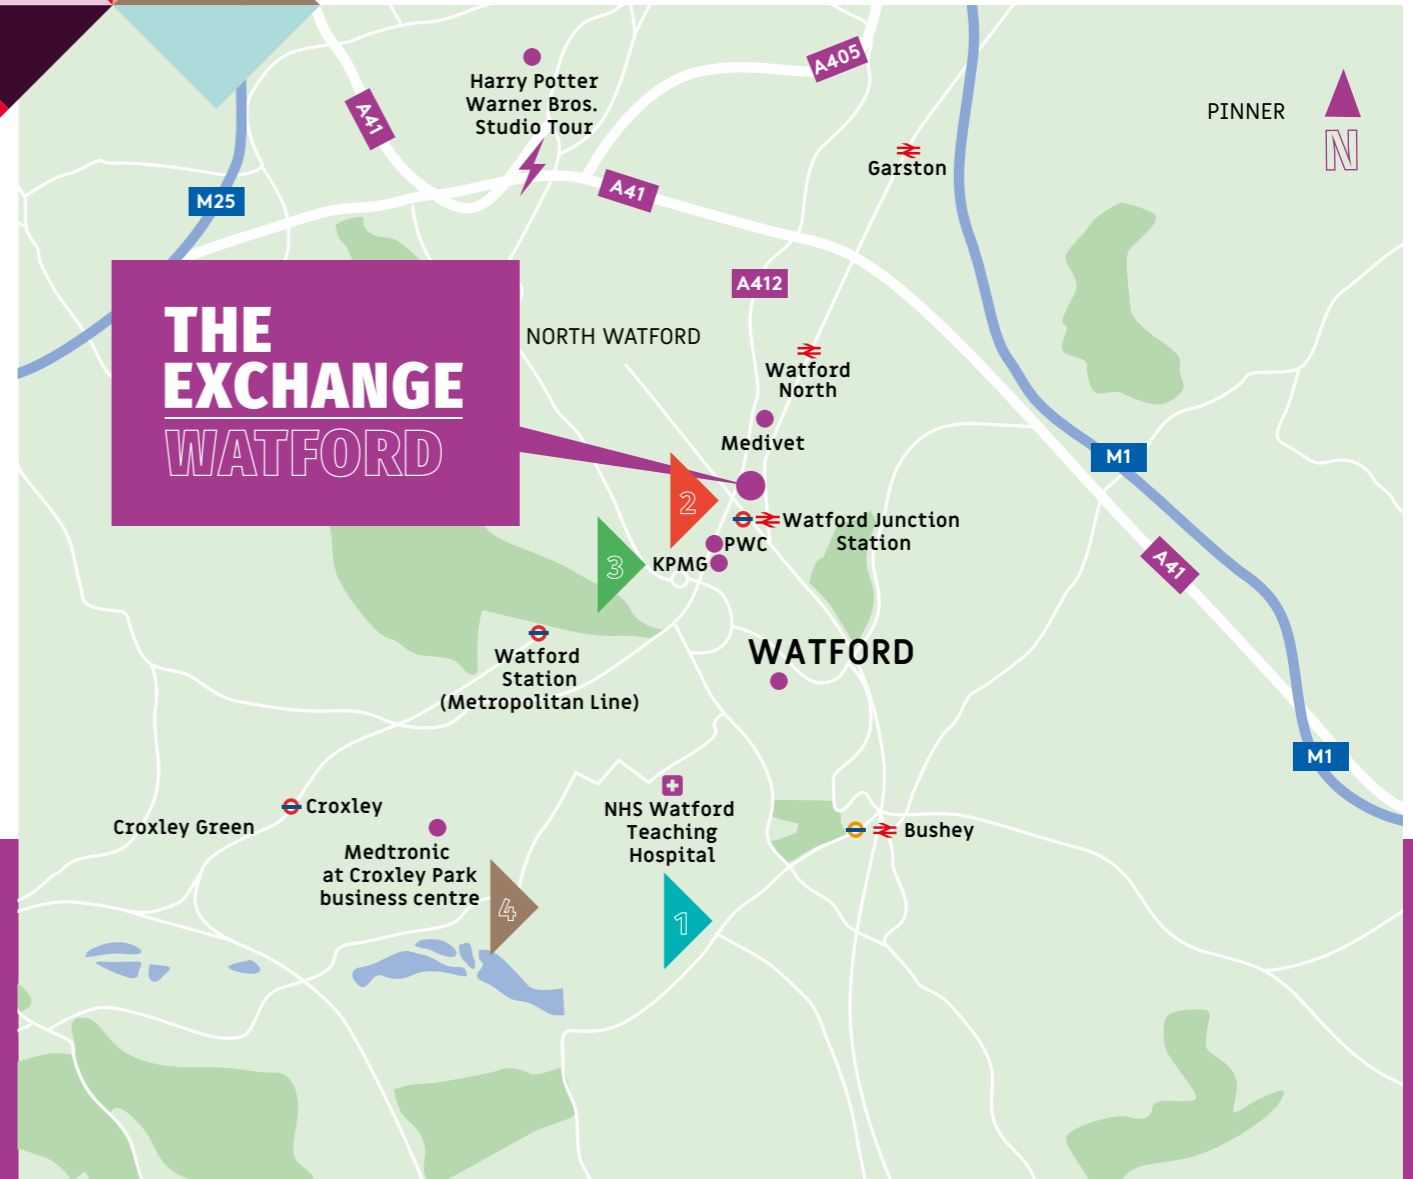 Harry Potter
Warner Bros.
Studio Tour
A405
A41
PINNER
N
Garston
M25
A41
A412
THE
EXCHANGE
WATFORD
NORTH WATFORD
Watford
North
Medivet
M1
2
Watford Junction
Station
PWC
KPMG
3
A41
WATFORD
Watford
Station
(Metropolitan Line)
M1
NHS Watford
Teaching
Hospital
Croxley
Croxley Green
Bushey
Medtronic
at Croxley Park
business centre
4
1